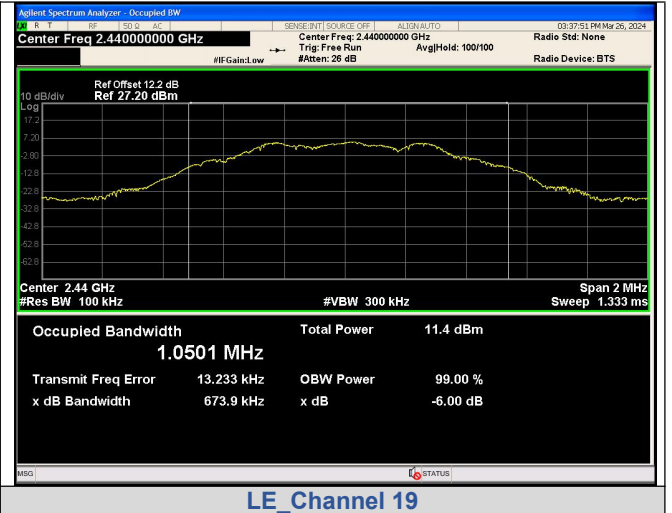 Agilent Spectrum Analyzer - Occupied BW
R T RF 50 Ω AC SENSE:INT SOURCE OFF ALIGN AUTO 03:37:51 PM Mar 26, 2024
Center Freq 2.440000000 GHz Center Freq: 2.440000000 GHz Radio Std: None
Trig: Free Run Avg|Hold: 100/100
#IFGain:Low #Atten: 26 dB Radio Device: BTS
Ref Offset 12.2 dB
10 dB/div Ref 27.20 dBm
Log
17.2
7.20
-2.80
-12.8
-22.8
-32.8
-42.8
-52.8
-62.8
Center 2.44 GHz Span 2 MHz
#Res BW 100 kHz #VBW 300 kHz Sweep 1.333 ms
Occupied Bandwidth Total Power 11.4 dBm
1.0501 MHz
Transmit Freq Error 13.233 kHz OBW Power 99.00 %
x dB Bandwidth 673.9 kHz x dB -6.00 dB
MSG STATUS
LE_Channel 19